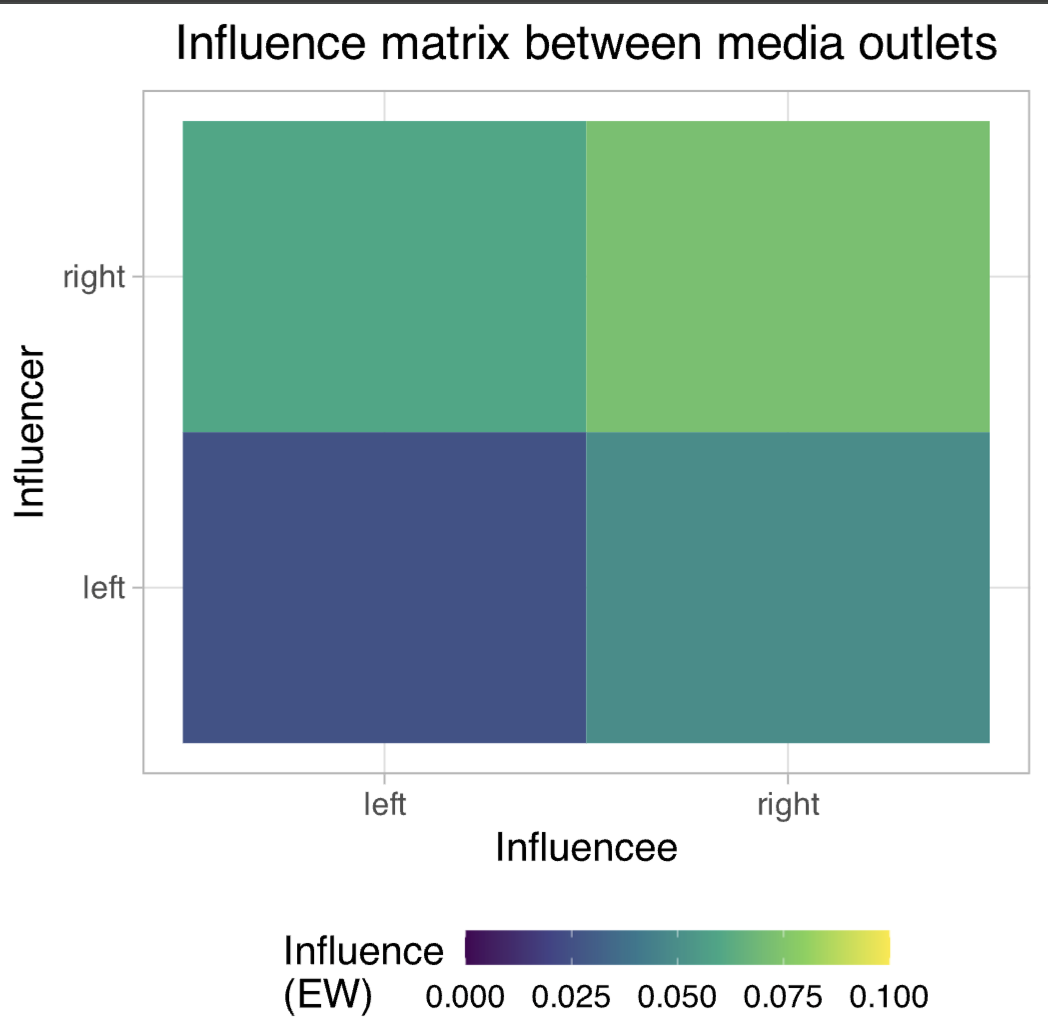 Influence matrix between media outlets
Influencer
right
left
left right
Influencee
Influence
(EW)
0.000 0.025 0.050 0.075 0.100